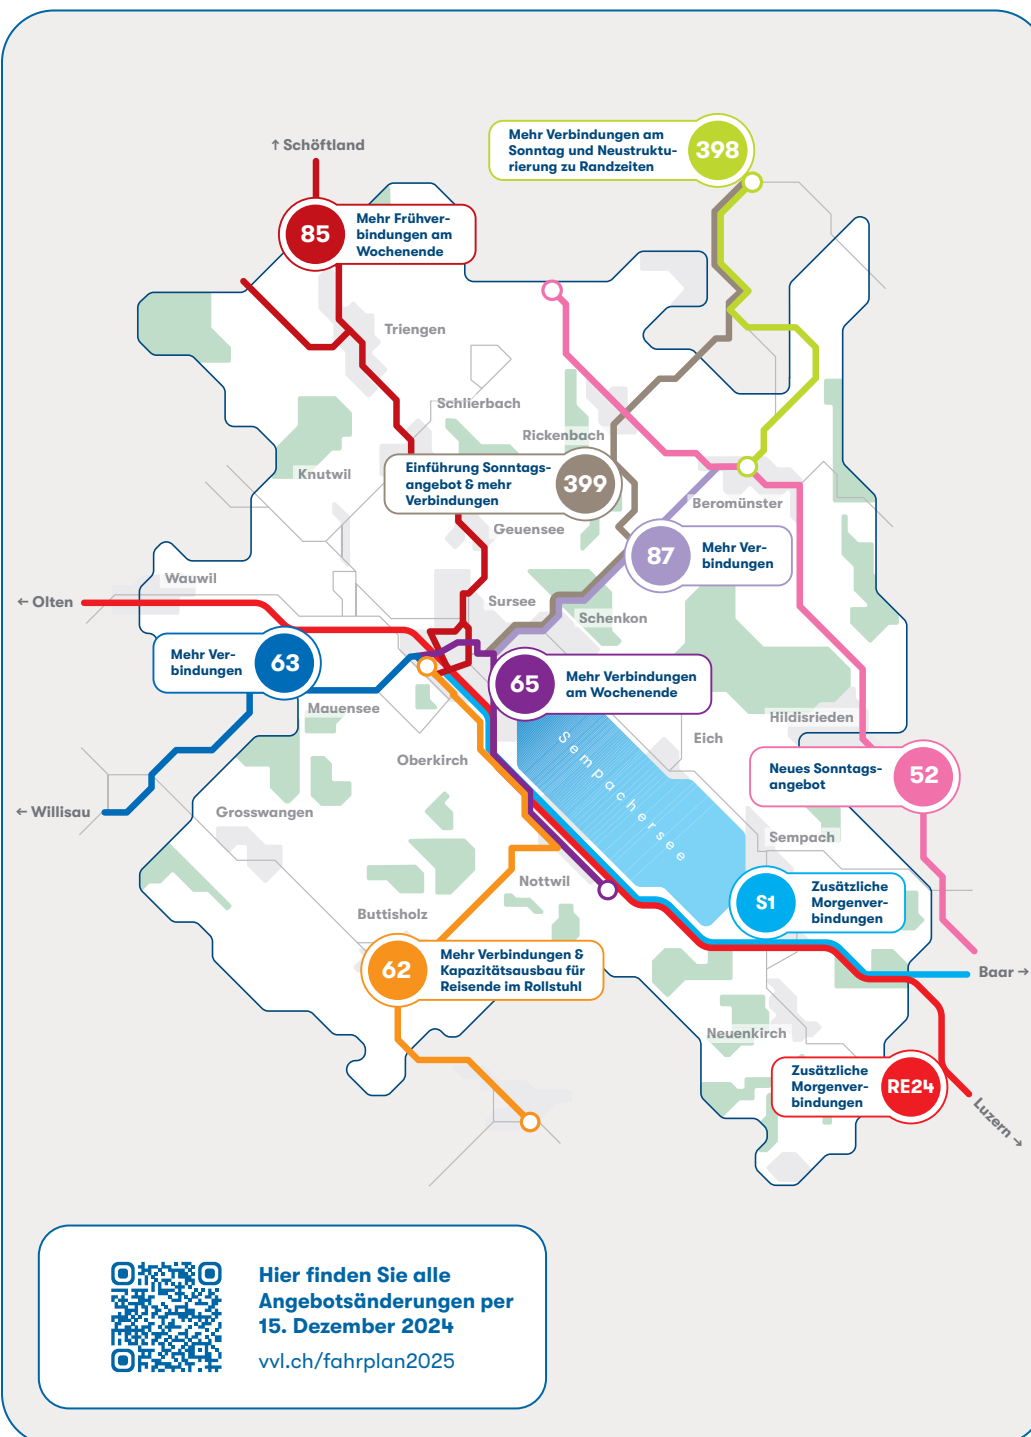 ↑ Schöftland
Mehr Verbindungen am
Sonntag und Neustruktu-
rierung zu Randzeiten
398
85
Mehr Frühver-
bindungen am
Wochenende
Triengen
Schlierbach
Rickenbach
Knutwil
Einführung Sonntags-
angebot & mehr
Verbindungen
399
Beromünster
Geuensee
87
Mehr Ver-
bindungen
Wauwil
← Olten
Sursee
Schenkon
Mehr Ver-
bindungen
63
65
Mehr Verbindungen
am Wochenende
Mauensee
Hildisrieden
Eich
Sempachersee
Oberkirch
Neues Sonntags-
angebot
52
← Willisau
Grosswangen
Sempach
Nottwil
S1
Zusätzliche
Morgenver-
bindungen
Buttisholz
62
Mehr Verbindungen &
Kapazitätsausbau für
Reisende im Rollstuhl
Baar →
Neuenkirch
Zusätzliche
Morgenver-
bindungen
RE24
Luzern →
Hier finden Sie alle
Angebotsänderungen per
15. Dezember 2024
vvl.ch/fahrplan2025